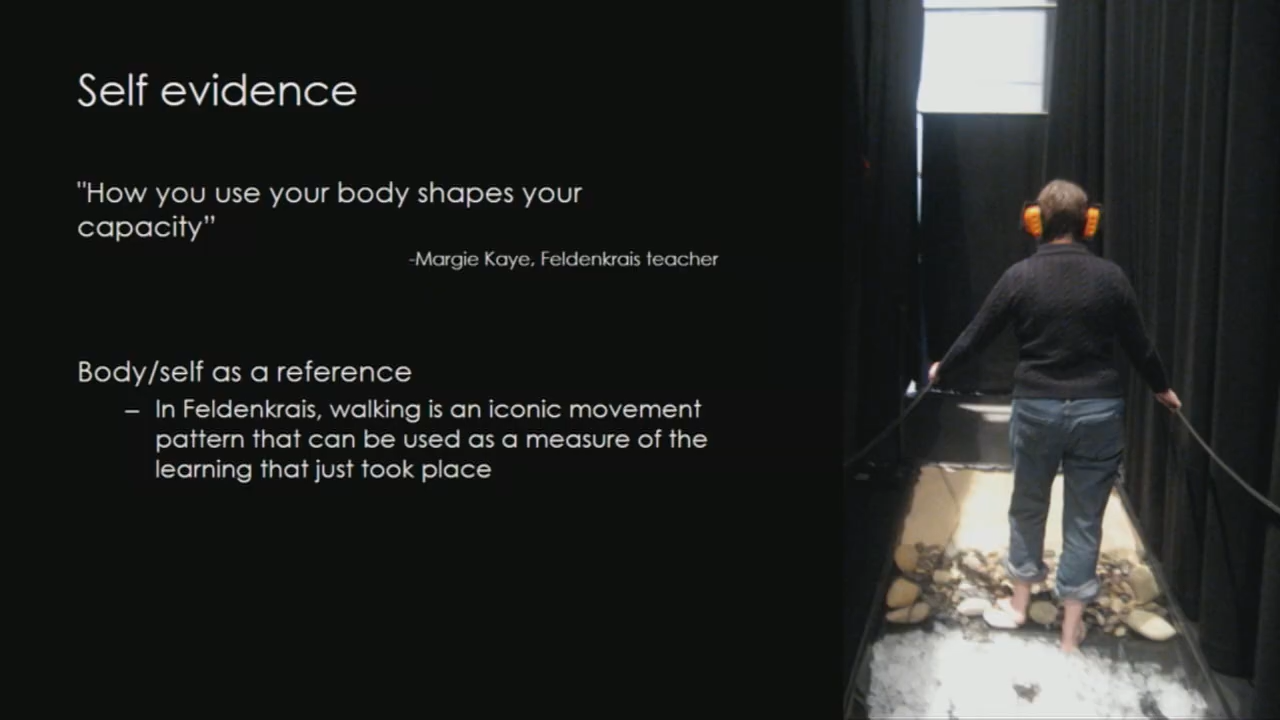 Self evidence
"How you use your body shapes your
capacity”
-Margie Kaye, Feldenkrais teacher
Body/self as a reference
– In Feldenkrais, walking is an iconic movement
pattern that can be used as a measure of the
learning that just took place